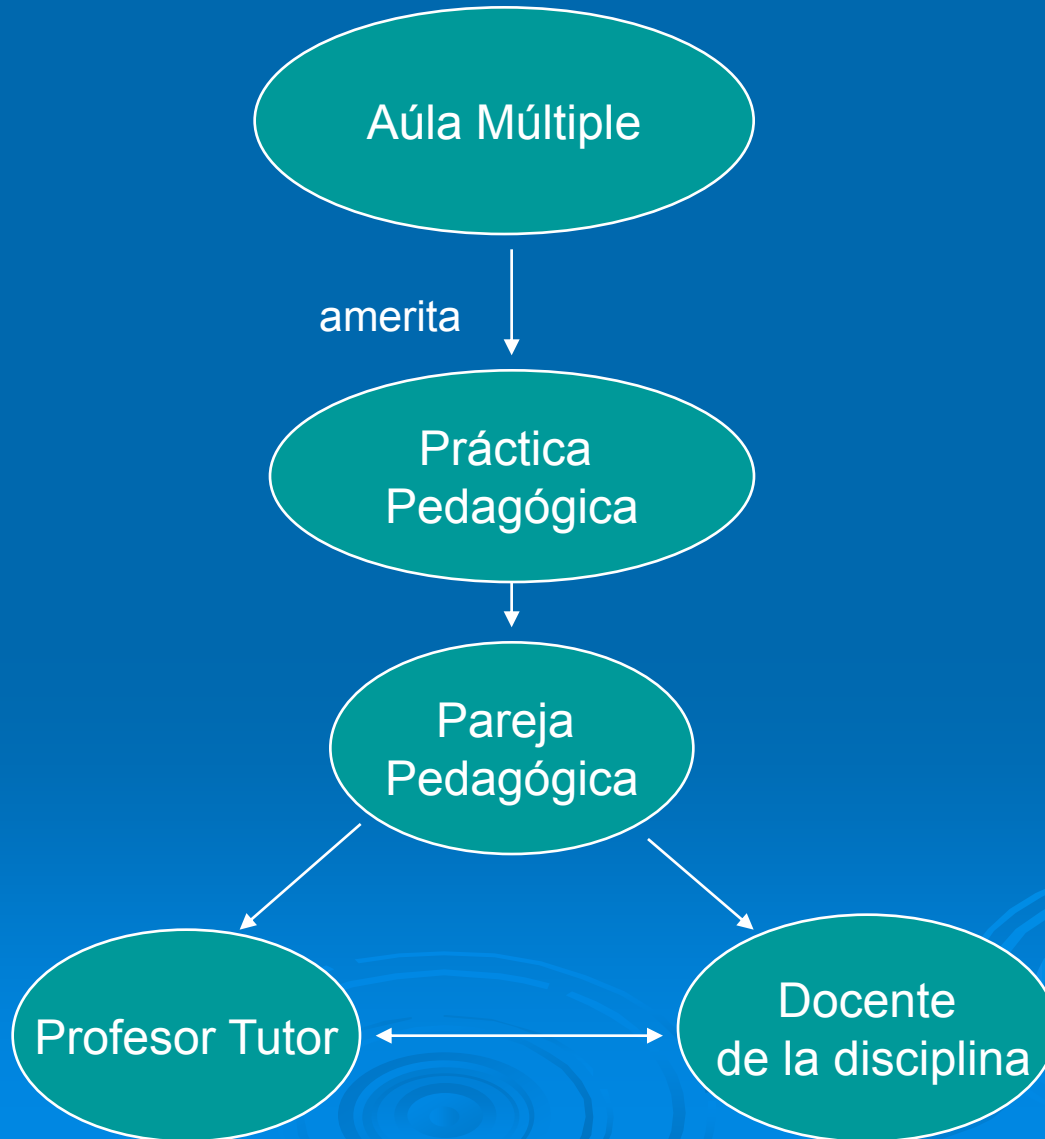 Aúla Múltiple
amerita
Práctica
Pedagógica
Pareja
Pedagógica
Profesor Tutor
Docente
de la disciplina